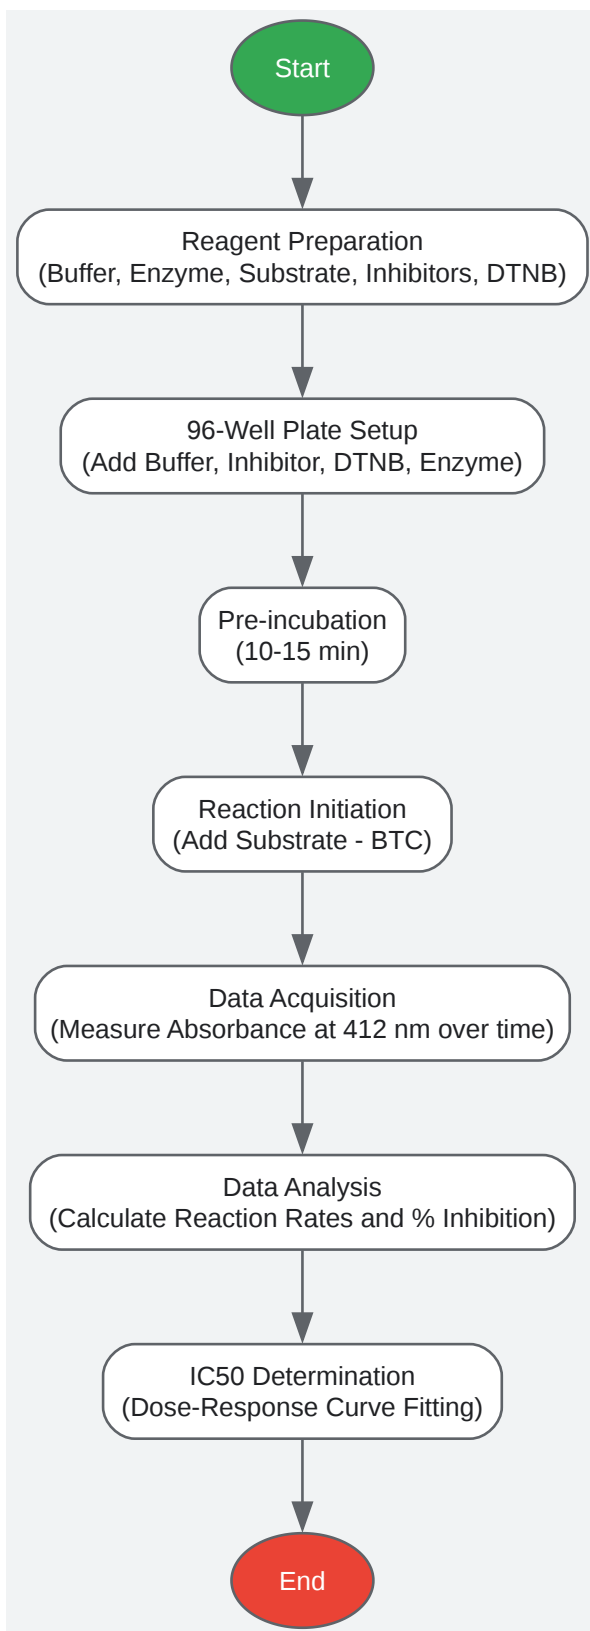 Start
Reagent Preparation
(Buffer, Enzyme, Substrate, Inhibitors, DTNB)
96-Well Plate Setup
(Add Buffer, Inhibitor, DTNB, Enzyme)
Pre-incubation
(10-15 min)
Reaction Initiation
(Add Substrate - BTC)
Data Acquisition
(Measure Absorbance at 412 nm over time)
Data Analysis
(Calculate Reaction Rates and % Inhibition)
IC50 Determination
(Dose-Response Curve Fitting)
End